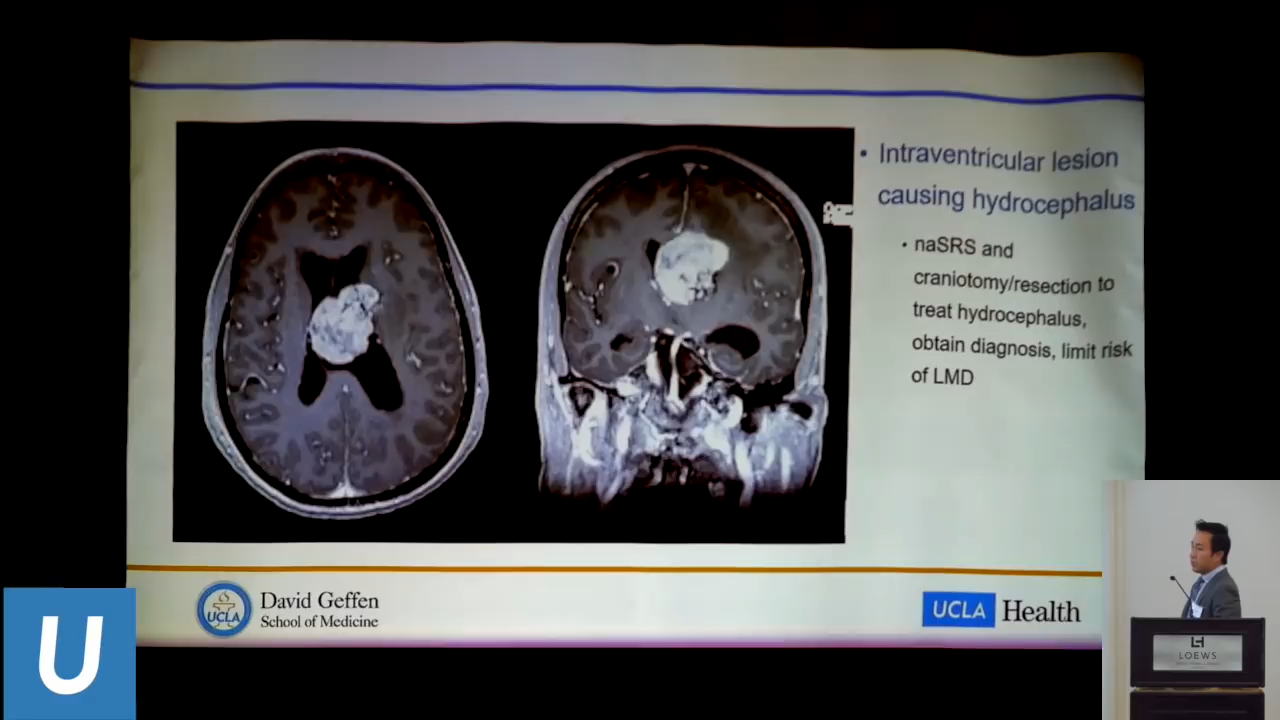 • Intraventricular lesion
causing hydrocephalus
• naSRS and
craniotomy/resection to
treat hydrocephalus,
obtain diagnosis, limit risk
of LMD
UCLA
David Geffen
School of Medicine
UCLA Health
U
LOEWS